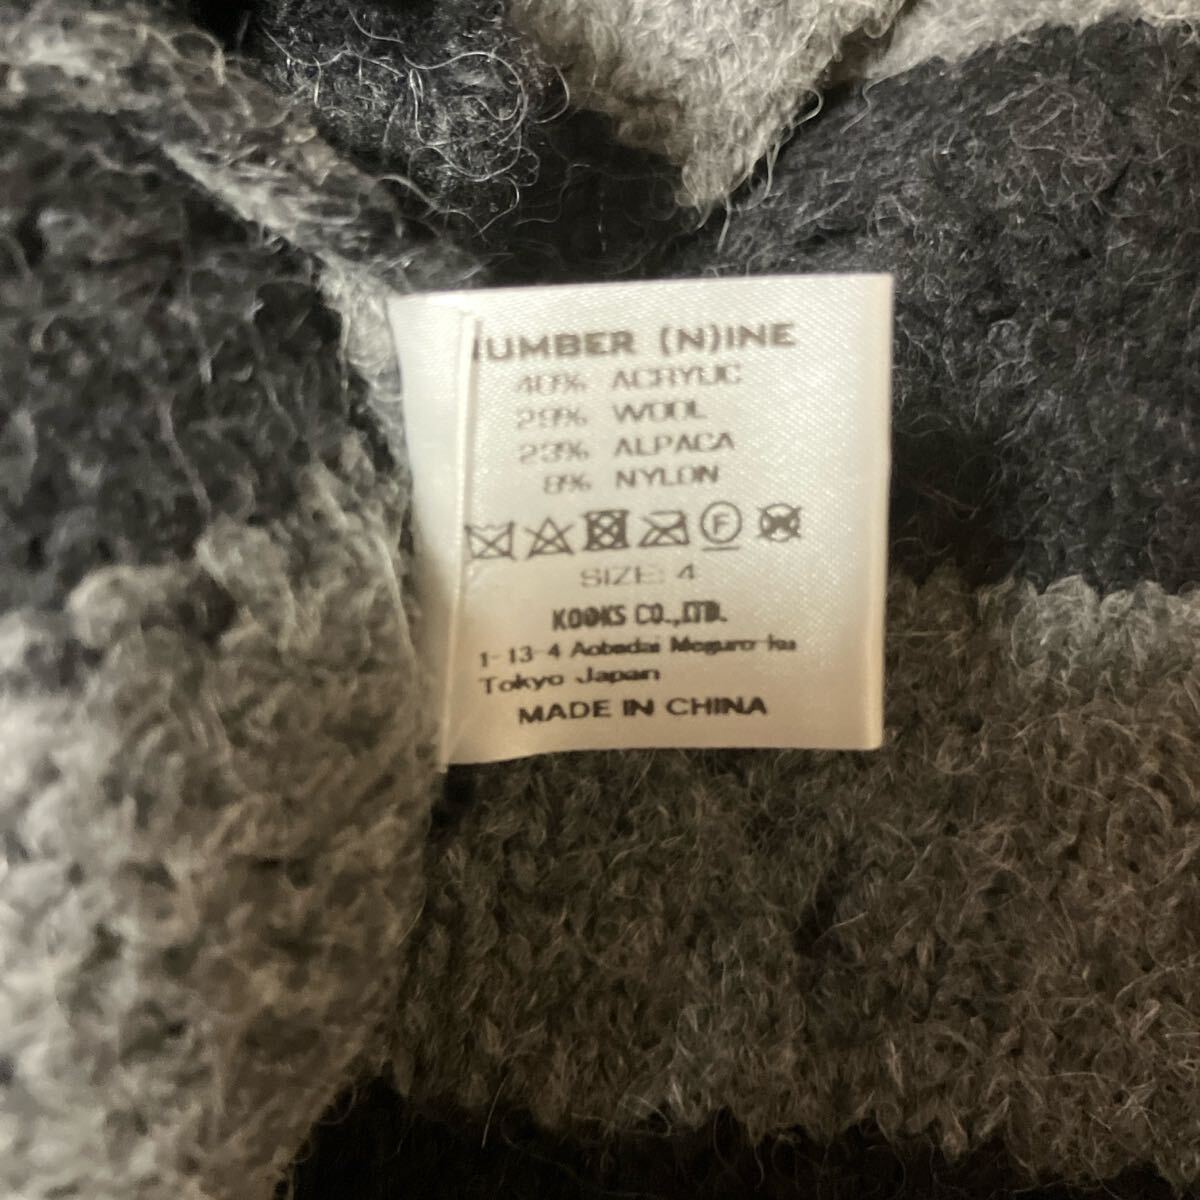 NUMBER (N)INE
40% ACRYLIC
29% WOOL
23% ALPACA
8% NYLON
F
SIZE: 4
KOOKS CO.,LTD.
1-13-4 Aobadai Meguro-ku
Tokyo Japan
MADE IN CHINA